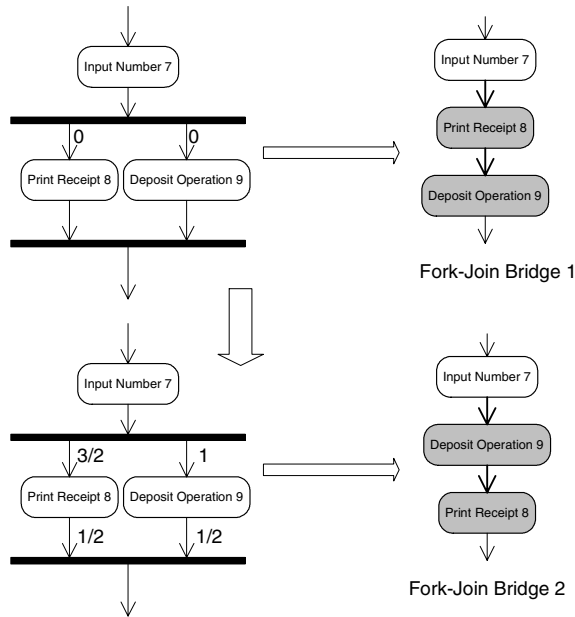 Input Number 7
0
0
Print Receipt 8
Deposit Operation 9
Input Number 7
Print Receipt 8
Deposit Operation 9
Fork-Join Bridge 1
Input Number 7
3/2
1
Print Receipt 8
Deposit Operation 9
1/2
1/2
Input Number 7
Deposit Operation 9
Print Receipt 8
Fork-Join Bridge 2